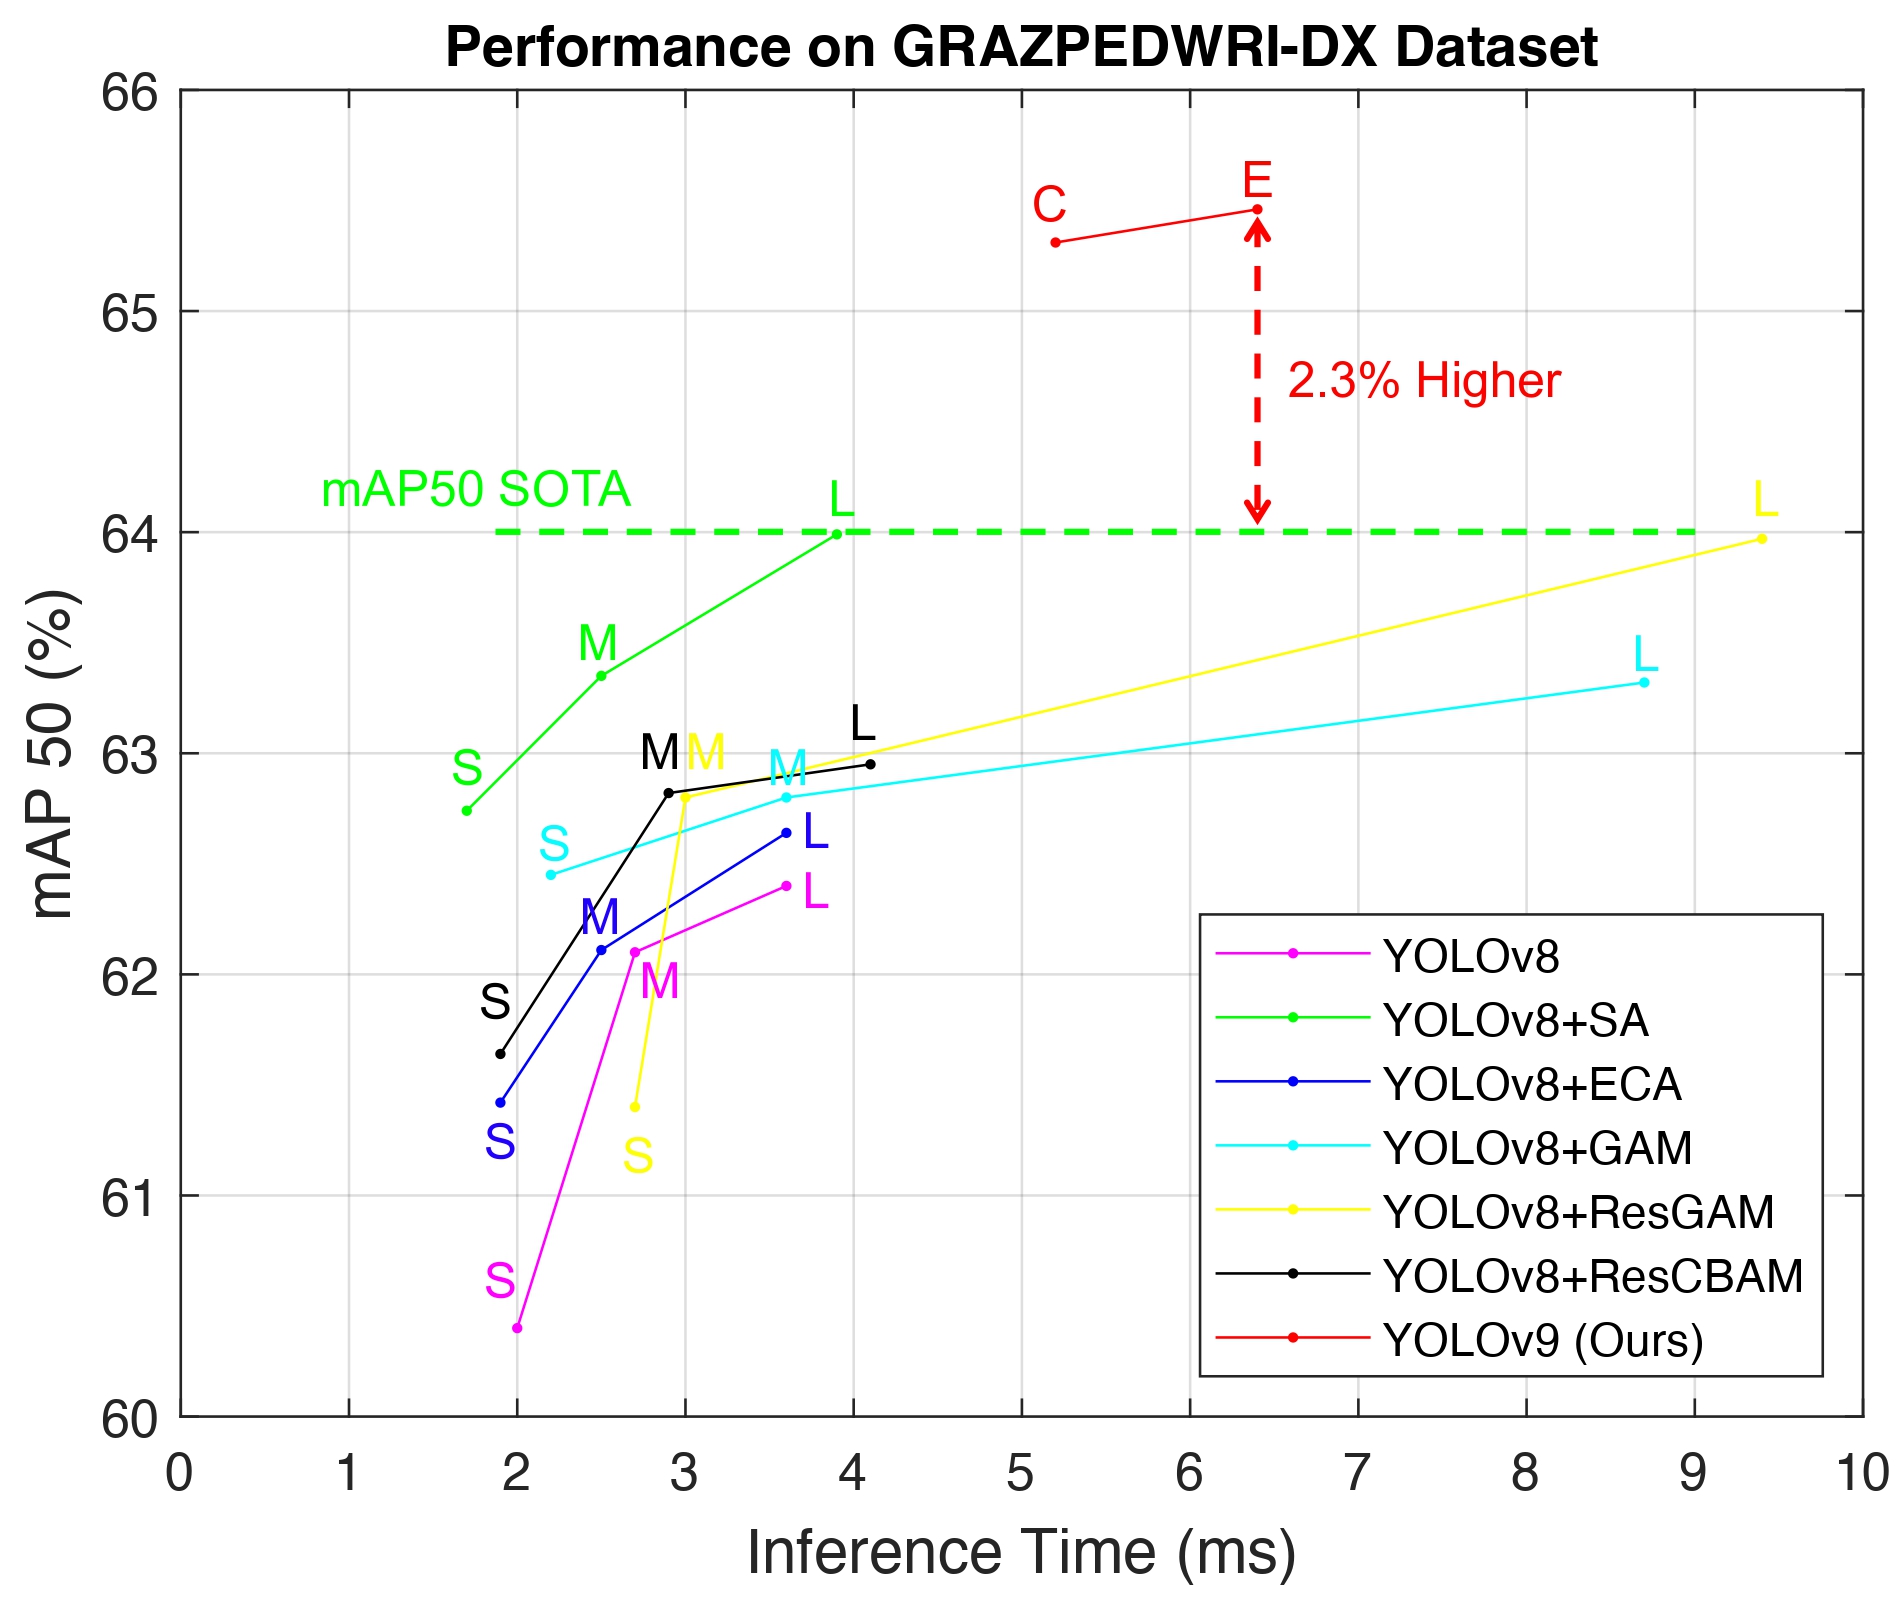 Performance on GRAZPEDWRI-DX Dataset
66
65
64
63
62
61
60
mAP 50 (%)
C
E
2.3% Higher
mAP50 SOTA
L
L
M
L
S
M
M
L
M
S
L
M
L
S
M
S
S
S
YOLOv8
YOLOv8+SA
YOLOv8+ECA
YOLOv8+GAM
YOLOv8+ResGAM
YOLOv8+ResCBAM
YOLOv9 (Ours)
0 1 2 3 4 5 6 7 8 9 10
Inference Time (ms)